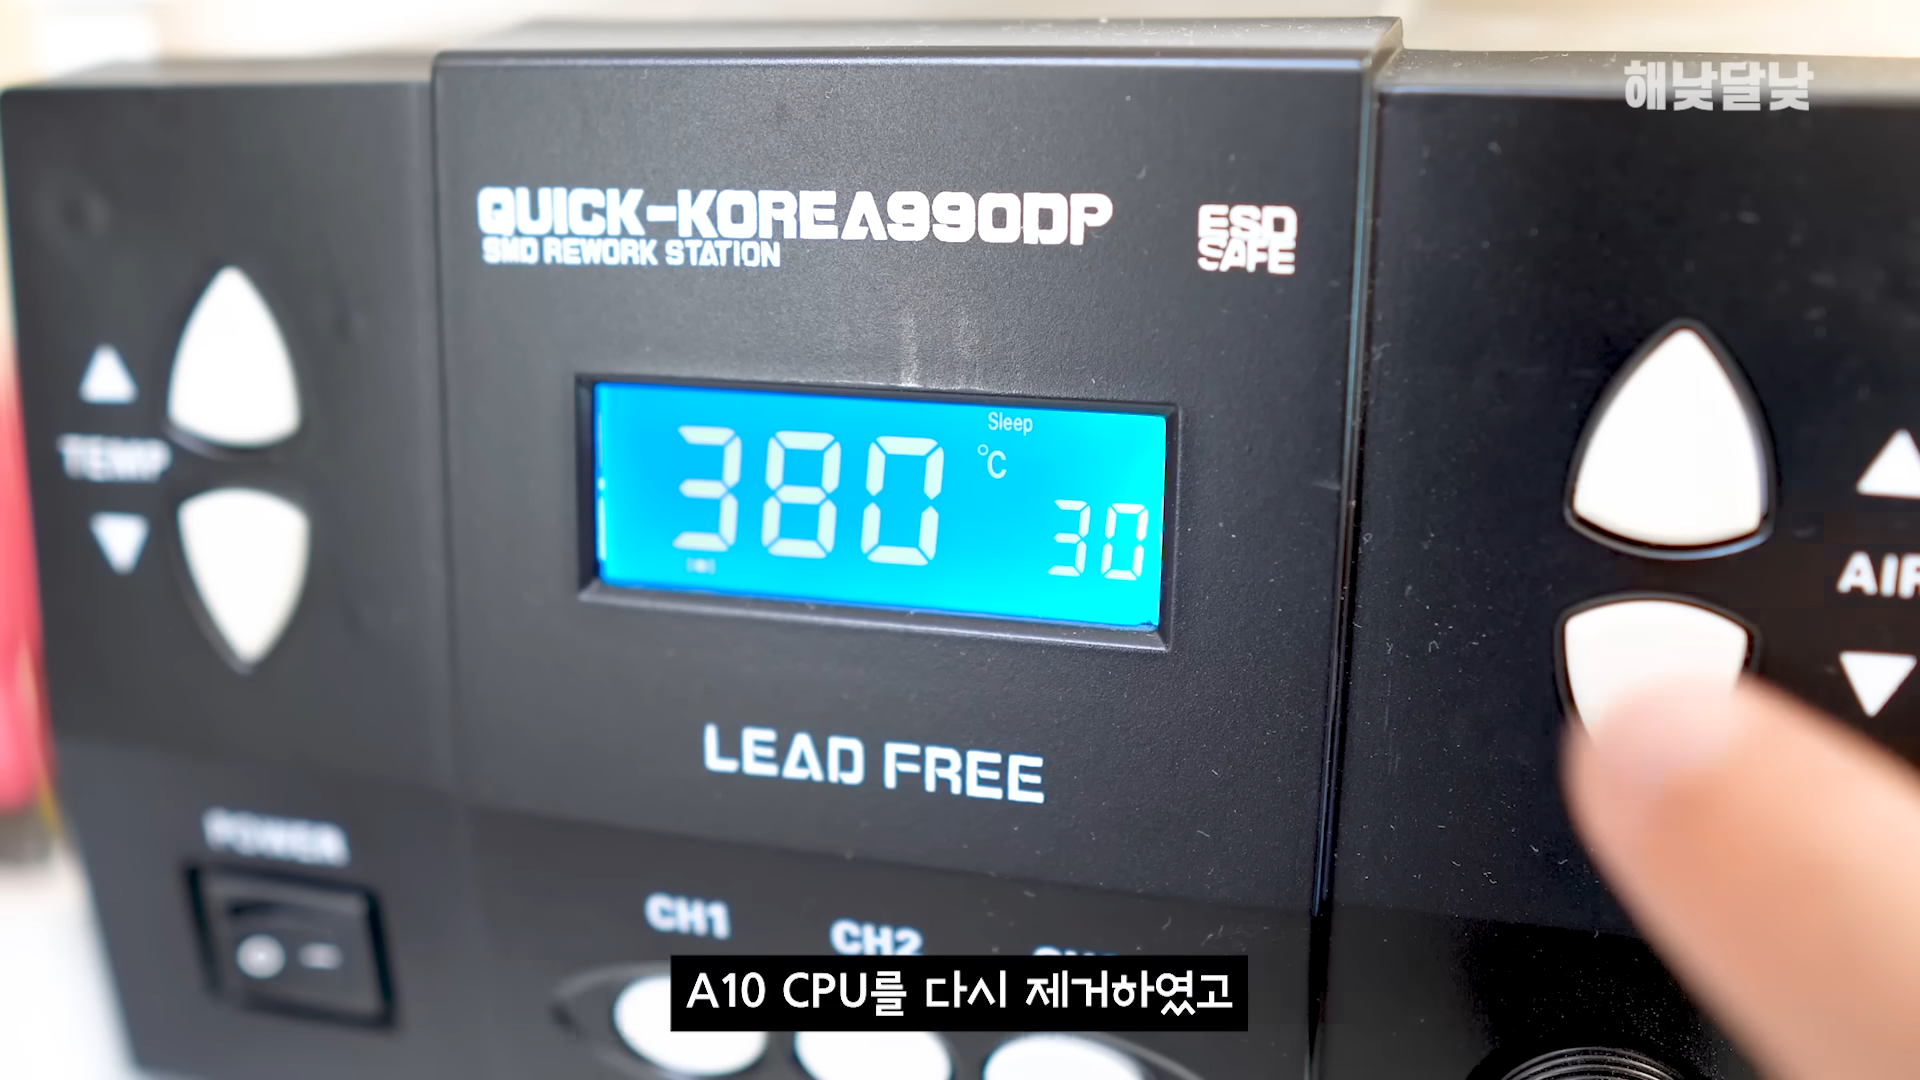 해낮달낮
QUICK-KOREA990DP
SMD REWORK STATION
ESD
SAFE
TEMP
Sleep
380 °C
30
AIR
LEAD FREE
POWER
CH1
CH2
A10 CPU를 다시 제거하였고